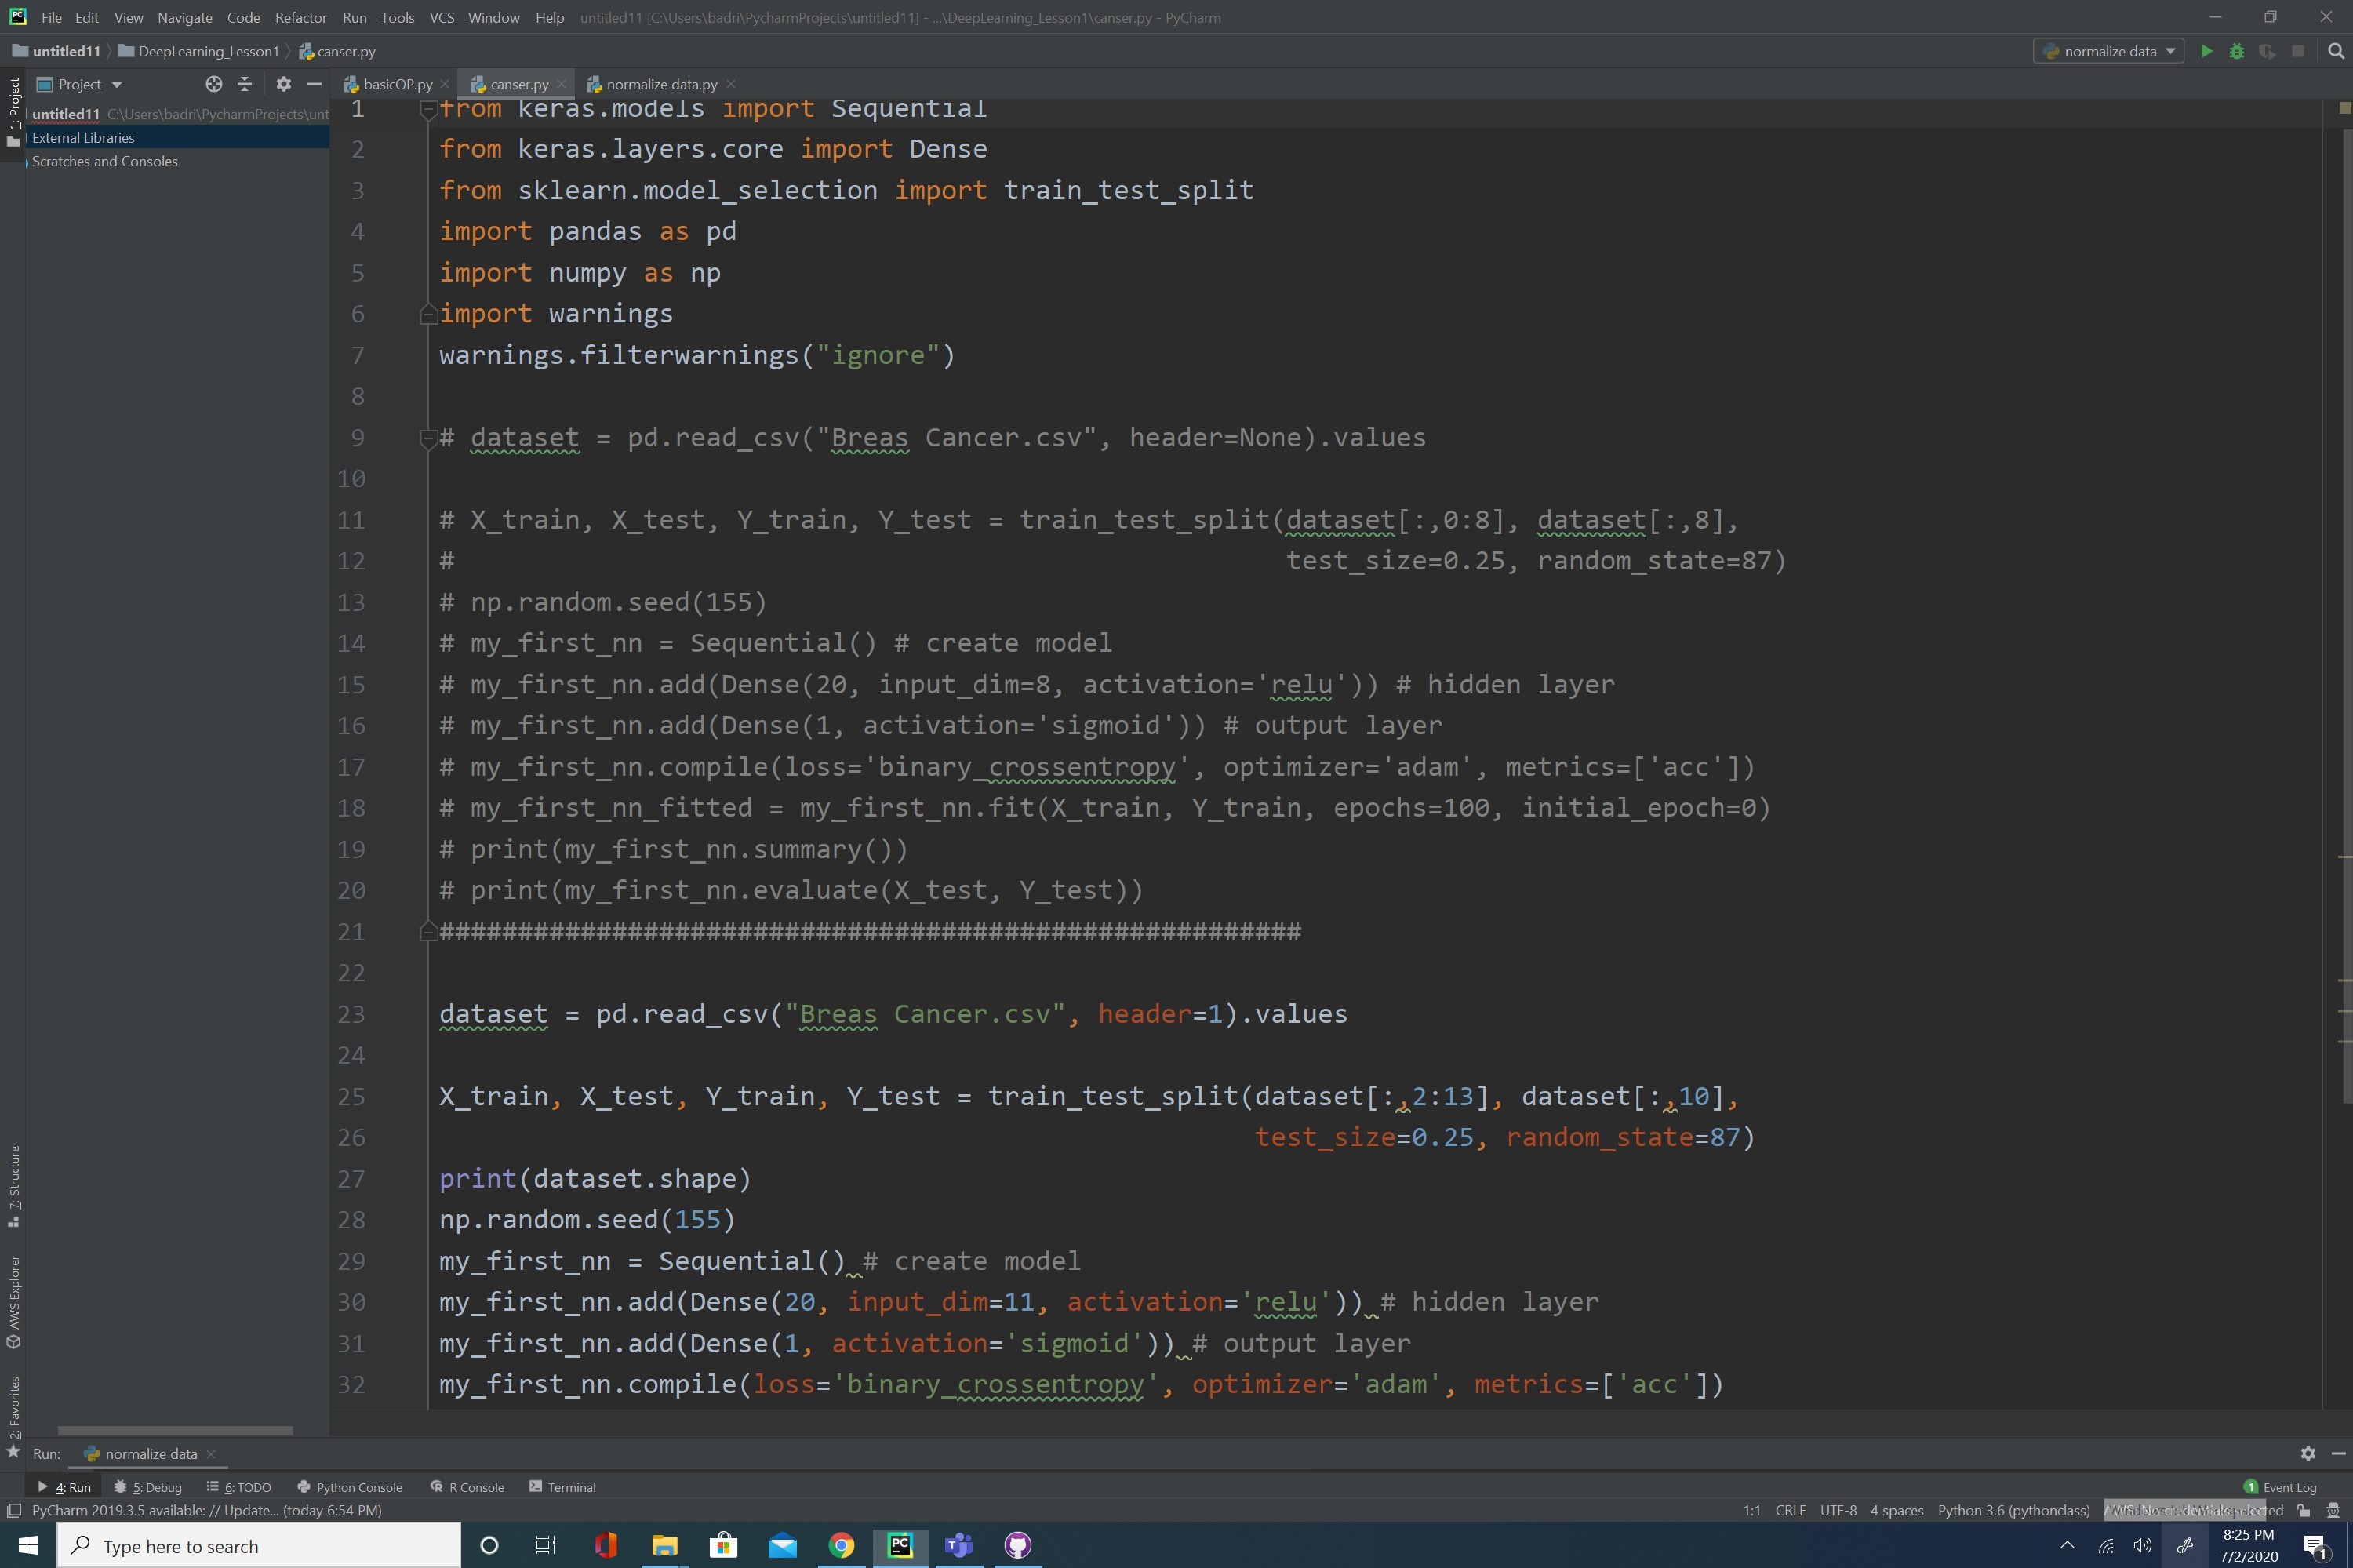 File Edit View Navigate Code Refactor Run Tools VCS Window Help untitled11 [C:\Users\badri\PycharmProjects\untitled11] - ...\DeepLearning_Lesson1\canser.py - PyCharm
untitled11 DeepLearning_Lesson1 canser.py normalize data
Project basicOP.py canser.py normalize data.py
1: Project
untitled11 C:\Users\badri\PycharmProjects\unt
External Libraries
Scratches and Consoles
1 from keras.models import Sequential
2 from keras.layers.core import Dense
3 from sklearn.model_selection import train_test_split
4 import pandas as pd
5 import numpy as np
6 import warnings
7 warnings.filterwarnings("ignore")
8
9 # dataset = pd.read_csv("Breas Cancer.csv", header=None).values
10
11 # X_train, X_test, Y_train, Y_test = train_test_split(dataset[:,0:8], dataset[:,8],
12 # test_size=0.25, random_state=87)
13 # np.random.seed(155)
14 # my_first_nn = Sequential() # create model
15 # my_first_nn.add(Dense(20, input_dim=8, activation='relu')) # hidden layer
16 # my_first_nn.add(Dense(1, activation='sigmoid')) # output layer
17 # my_first_nn.compile(loss='binary_crossentropy', optimizer='adam', metrics=['acc'])
18 # my_first_nn_fitted = my_first_nn.fit(X_train, Y_train, epochs=100, initial_epoch=0)
19 # print(my_first_nn.summary())
20 # print(my_first_nn.evaluate(X_test, Y_test))
21 #######################################################
22
23 dataset = pd.read_csv("Breas Cancer.csv", header=1).values
24
25 X_train, X_test, Y_train, Y_test = train_test_split(dataset[:,2:13], dataset[:,10],
26 test_size=0.25, random_state=87)
27 print(dataset.shape)
28 np.random.seed(155)
29 my_first_nn = Sequential() # create model
30 my_first_nn.add(Dense(20, input_dim=11, activation='relu')) # hidden layer
31 my_first_nn.add(Dense(1, activation='sigmoid')) # output layer
32 my_first_nn.compile(loss='binary_crossentropy', optimizer='adam', metrics=['acc'])
7: Structure
AWS Explorer
2: Favorites
Run: normalize data
4: Run 5: Debug 6: TODO Python Console R Console Terminal 1 Event Log
PyCharm 2019.3.5 available: // Update... (today 6:54 PM) 1:1 CRLF UTF-8 4 spaces Python 3.6 (pythonclass) AWS: No credentials selected
Type here to search
8:25 PM
7/2/2020
1